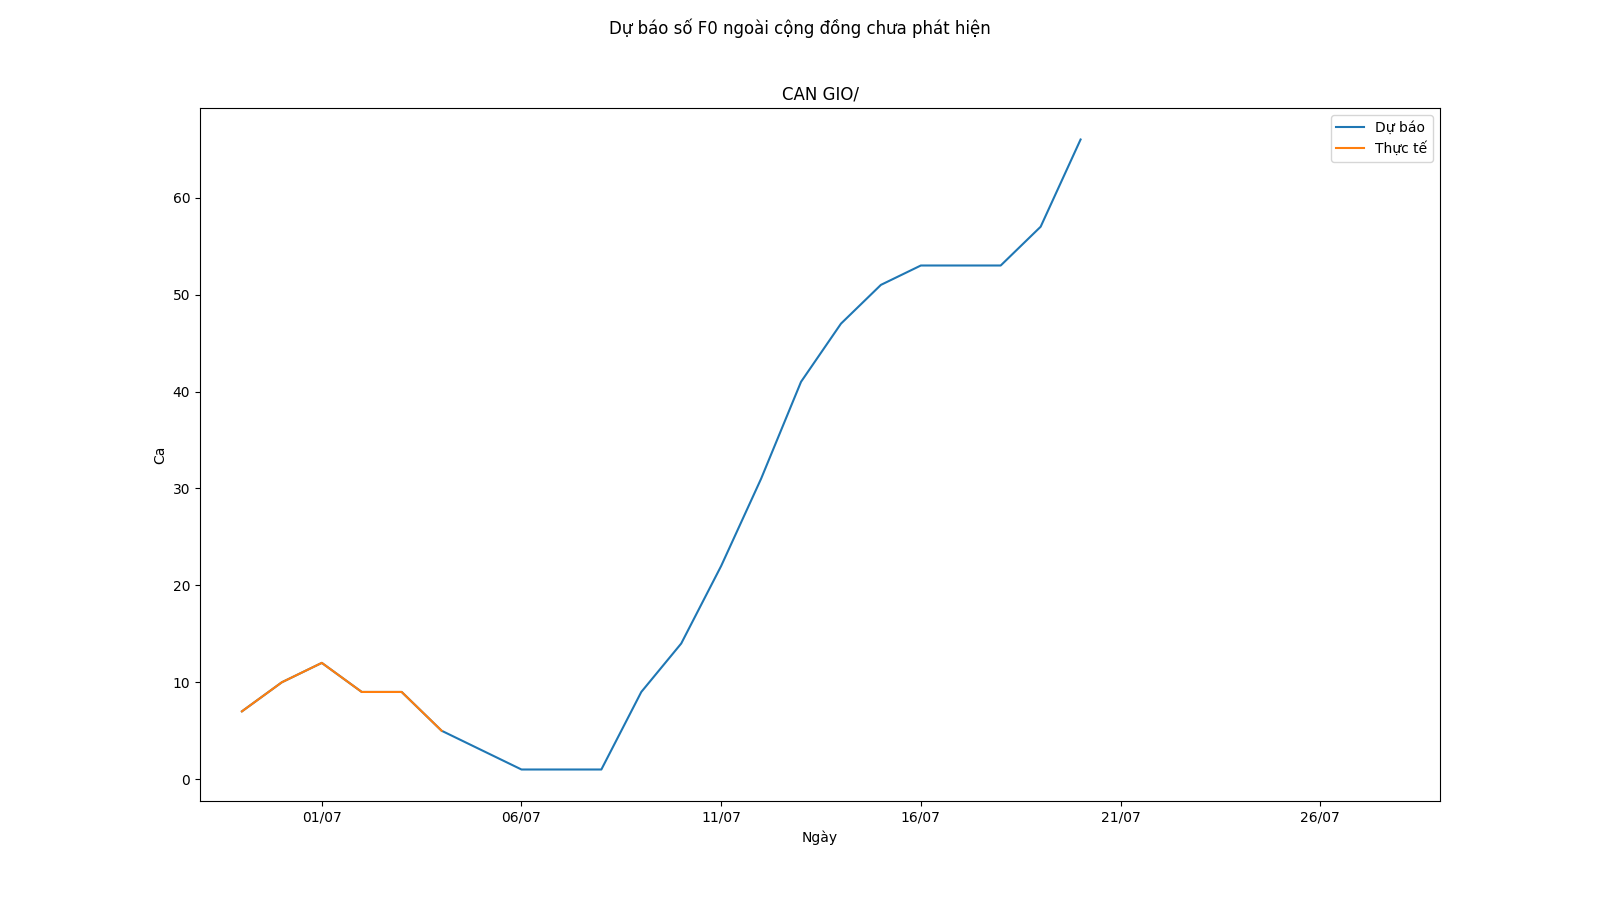 Dự báo số F0 ngoài cộng đồng chưa phát hiện
CAN GIO/
Dự báo
Thực tế
60
50
40
30
20
10
0
Ca
01/07
06/07
11/07
16/07
21/07
26/07
Ngày